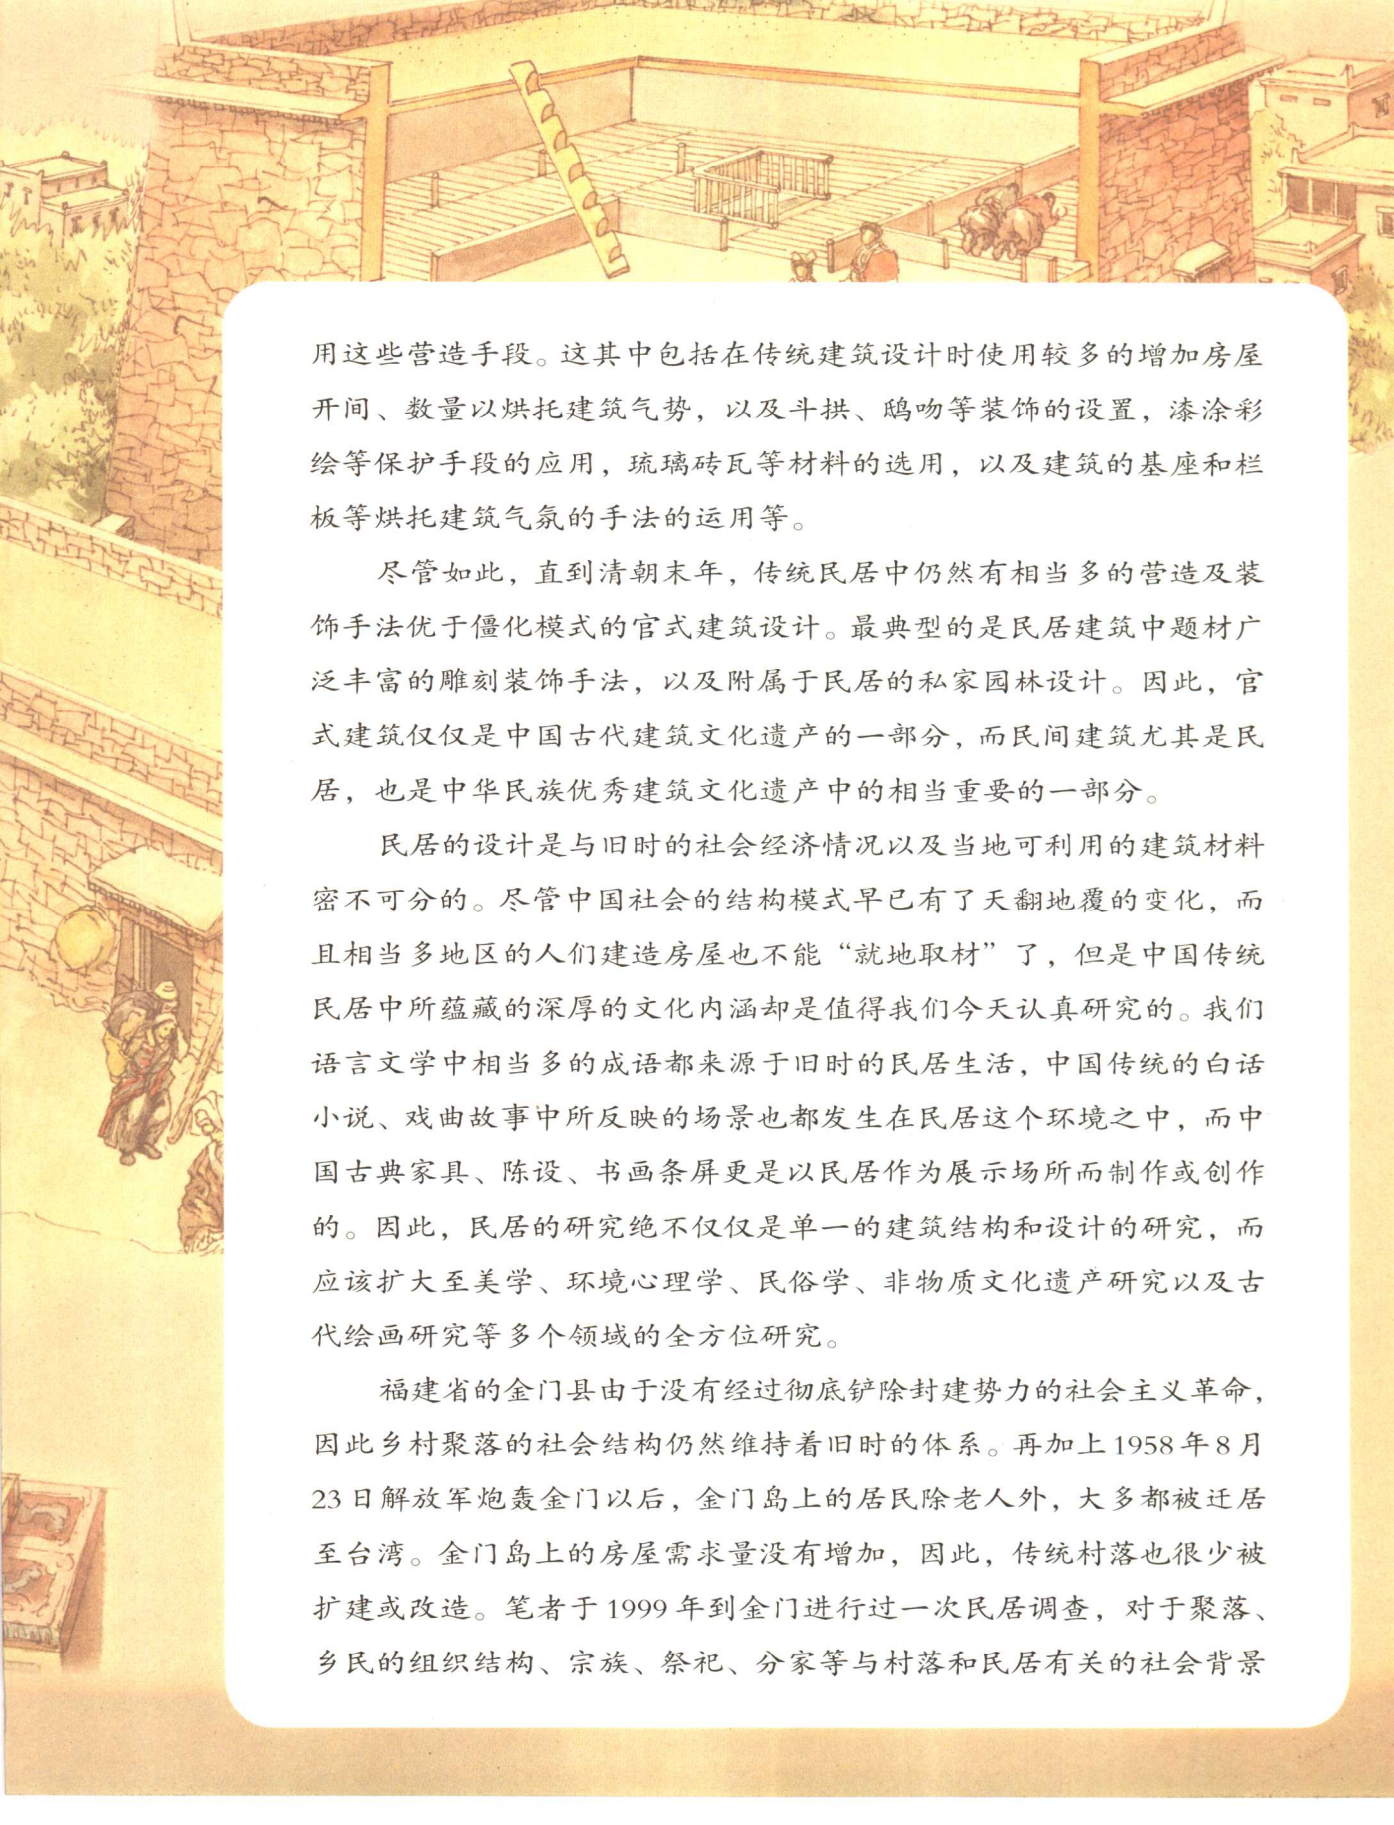 用这些营造手段。这其中包括在传统建筑设计时使用较多的增加房屋
开间、数量以烘托建筑气势，以及斗拱、鸱吻等装饰的设置，漆涂彩
绘等保护手段的应用，琉璃砖瓦等材料的选用，以及建筑的基座和栏
板等烘托建筑气氛的手法的运用等。
尽管如此，直到清朝末年，传统民居中仍然有相当多的营造及装
饰手法优于僵化模式的官式建筑设计。最典型的是民居建筑中题材广
泛丰富的雕刻装饰手法，以及附属于民居的私家园林设计。因此，官
式建筑仅仅是中国古代建筑文化遗产的一部分，而民间建筑尤其是民
居，也是中华民族优秀建筑文化遗产中的相当重要的一部分。
民居的设计是与旧时的社会经济情况以及当地可利用的建筑材料
密不可分的。尽管中国社会的结构模式早已有了天翻地覆的变化，而
且相当多地区的人们建造房屋也不能“就地取材”了，但是中国传统
民居中所蕴藏的深厚的文化内涵却是值得我们今天认真研究的。我们
语言文学中相当多的成语都来源于旧时的民居生活，中国传统的白话
小说、戏曲故事中所反映的场景也都发生在民居这个环境之中，而中
国古典家具、陈设、书画条屏更是以民居作为展示场所而制作或创作
的。因此，民居的研究绝不仅仅是单一的建筑结构和设计的研究，而
应该扩大至美学、环境心理学、民俗学、非物质文化遗产研究以及古
代绘画研究等多个领域的全方位研究。
福建省的金门县由于没有经过彻底铲除封建势力的社会主义革命，
因此乡村聚落的社会结构仍然维持着旧时的体系。再加上1958年8月
23日解放军炮轰金门以后，金门岛上的居民除老人外，大多都被迁居
至台湾。金门岛上的房屋需求量没有增加，因此，传统村落也很少被
扩建或改造。笔者于1999年到金门进行过一次民居调查，对于聚落、
乡民的组织结构、宗族、祭祀、分家等与村落和民居有关的社会背景